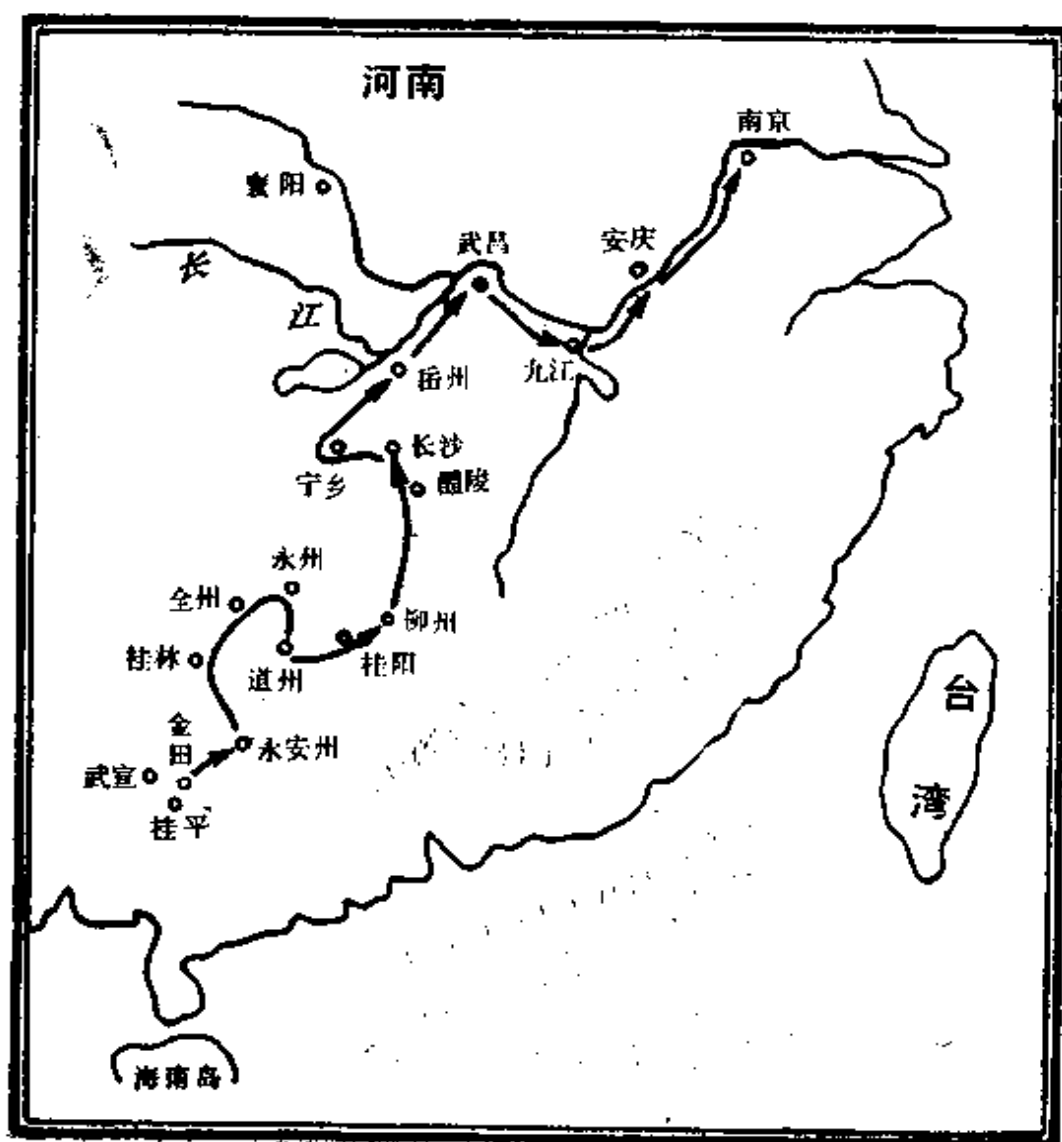 河南
南京
襄阳
武昌
安庆
长
江
岳州
九江
长沙
宁乡
醴陵
永州
全州
柳州
桂林
道州
桂阳
台
湾
金
田
永安州
武宣
桂平
海南岛